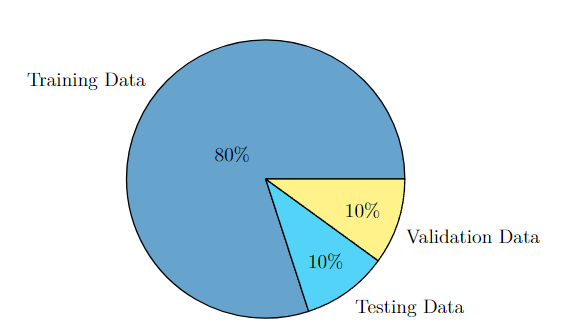 Training Data
80%
10%
Validation Data
10%
Testing Data